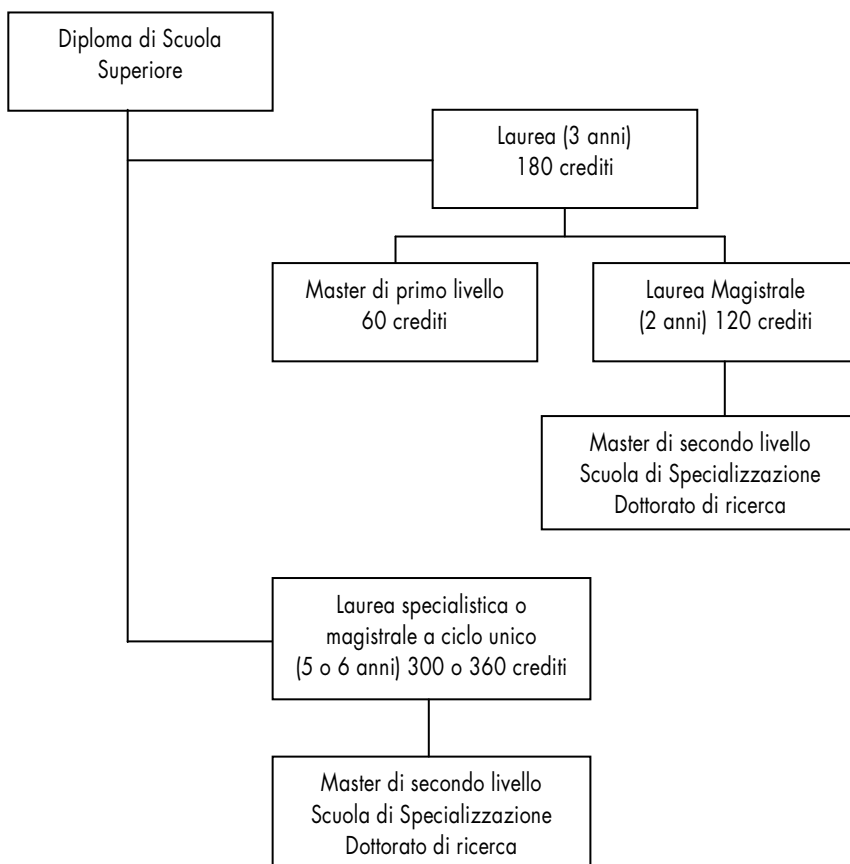 Diploma di Scuola
Superiore
Laurea (3 anni)
180 crediti
Master di primo livello
60 crediti
Laurea Magistrale
(2 anni) 120 crediti
Master di secondo livello
Scuola di Specializzazione
Dottorato di ricerca
Laurea specialistica o
magistrale a ciclo unico
(5 o 6 anni) 300 o 360 crediti
Master di secondo livello
Scuola di Specializzazione
Dottorato di ricerca